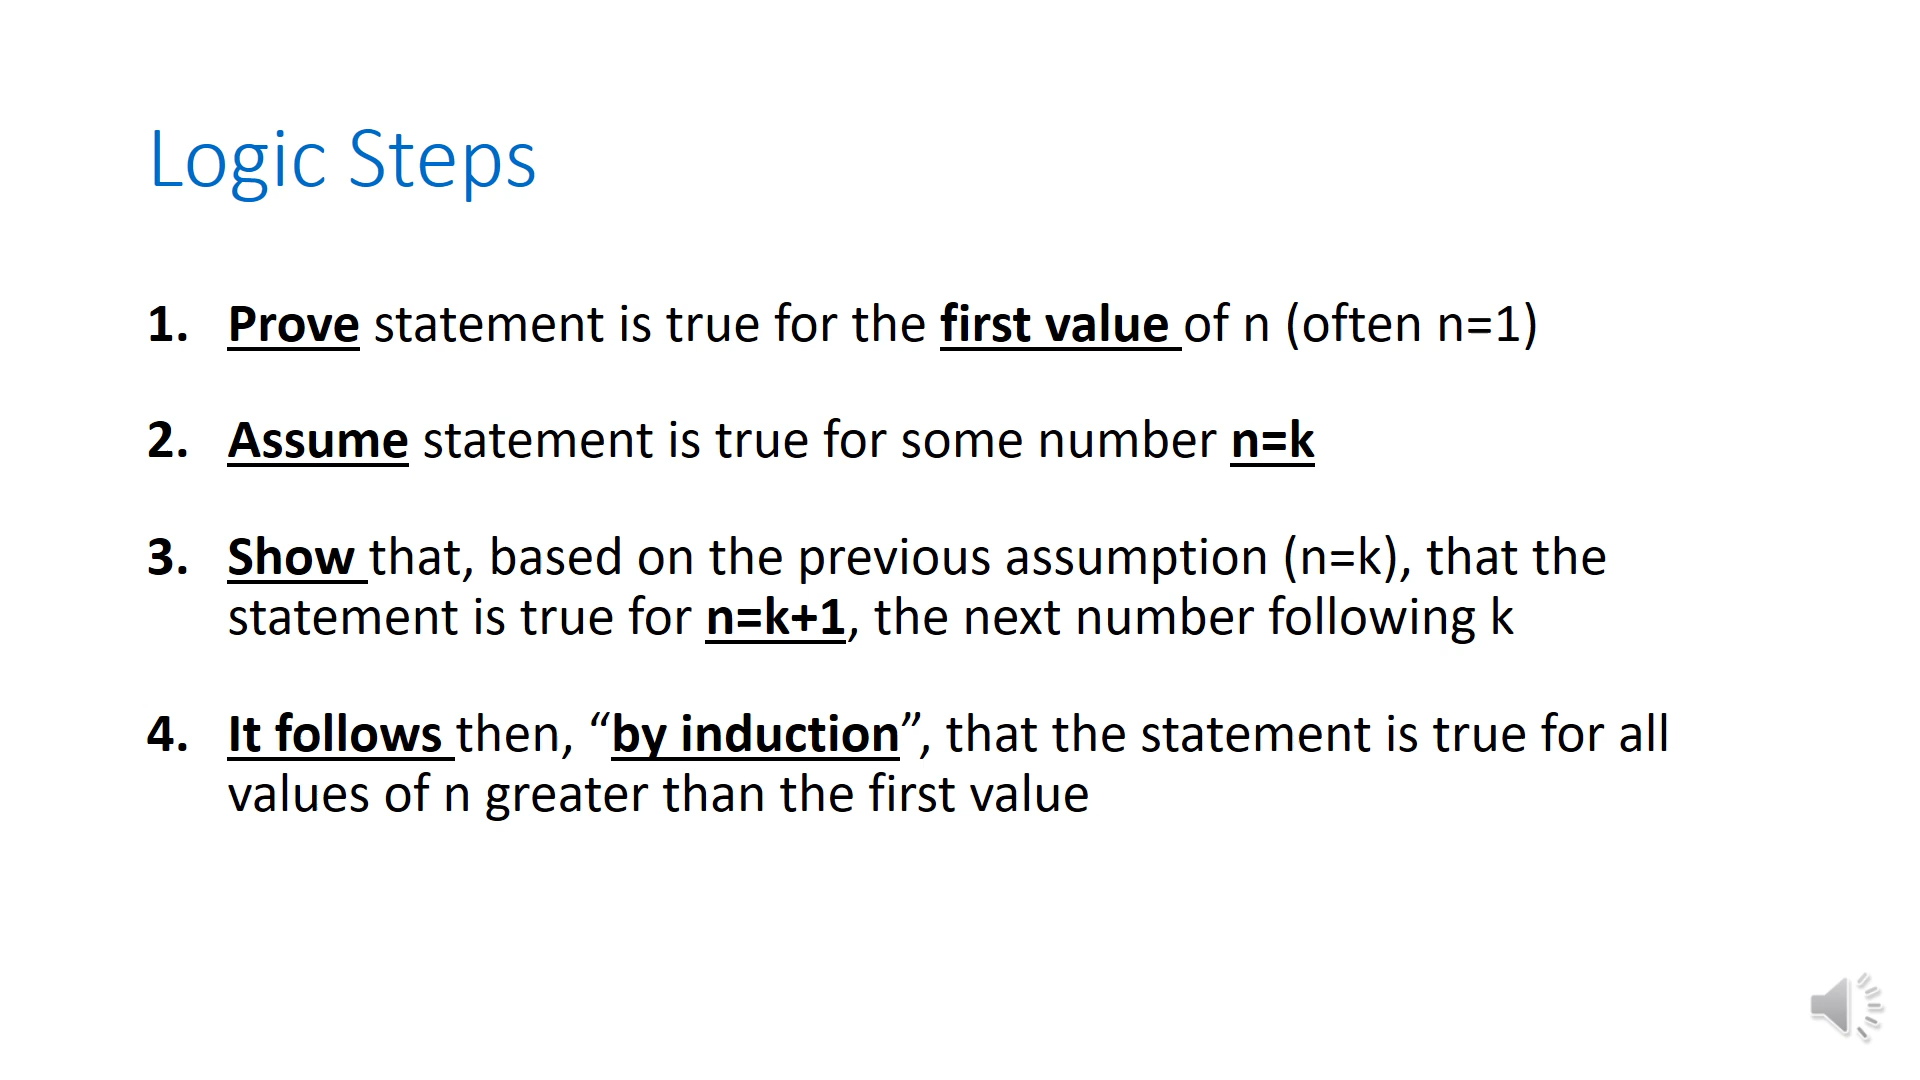 Logic Steps
1. Prove statement is true for the first value of n (often n=1)
2. Assume statement is true for some number n=k
3. Show that, based on the previous assumption (n=k), that the
statement is true for n=k+1, the next number following k
4. It follows then, “by induction”, that the statement is true for all
values of n greater than the first value